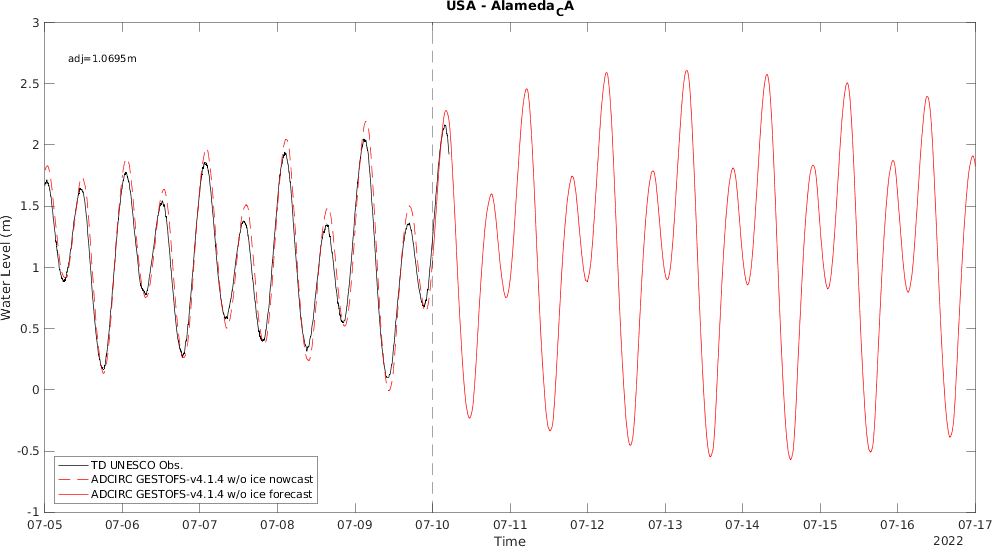 USA - Alameda_CA
adj=1.0695m
3
2.5
2
1.5
1
0.5
0
-0.5
-1
Water Level (m)
TD UNESCO Obs.
ADCIRC GESTOFS-v4.1.4 w/o ice nowcast
ADCIRC GESTOFS-v4.1.4 w/o ice forecast
07-05 07-06 07-07 07-08 07-09 07-10 07-11 07-12 07-13 07-14 07-15 07-16 07-17
Time
2022